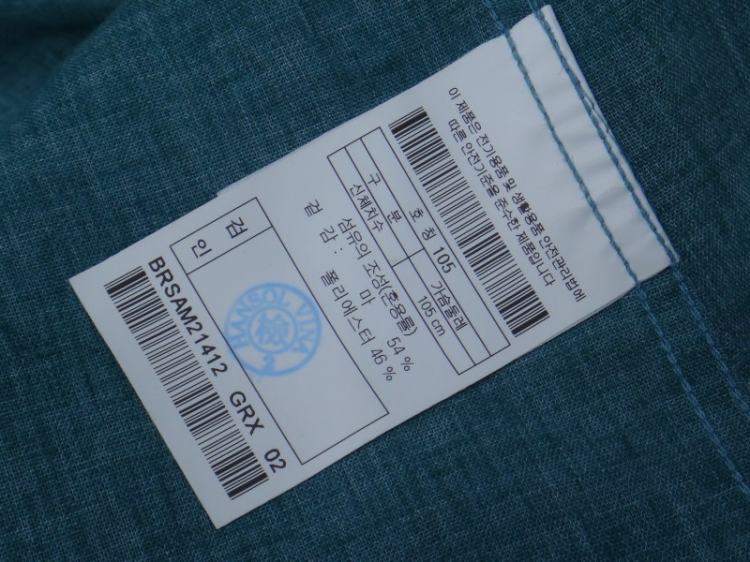 이 제품은 전기용품 및 생활용품 안전관리법에
따른 안전기준을 준수한 제품입니다
호 칭 105
구 분 가슴둘레
신체치수 105 cm
섬유의 조성(혼용률)
겉 감 : 마 54 %
폴리에스터 46 %
검
인
HANSOL VINA
檢
BRSAM21412 GRX 02